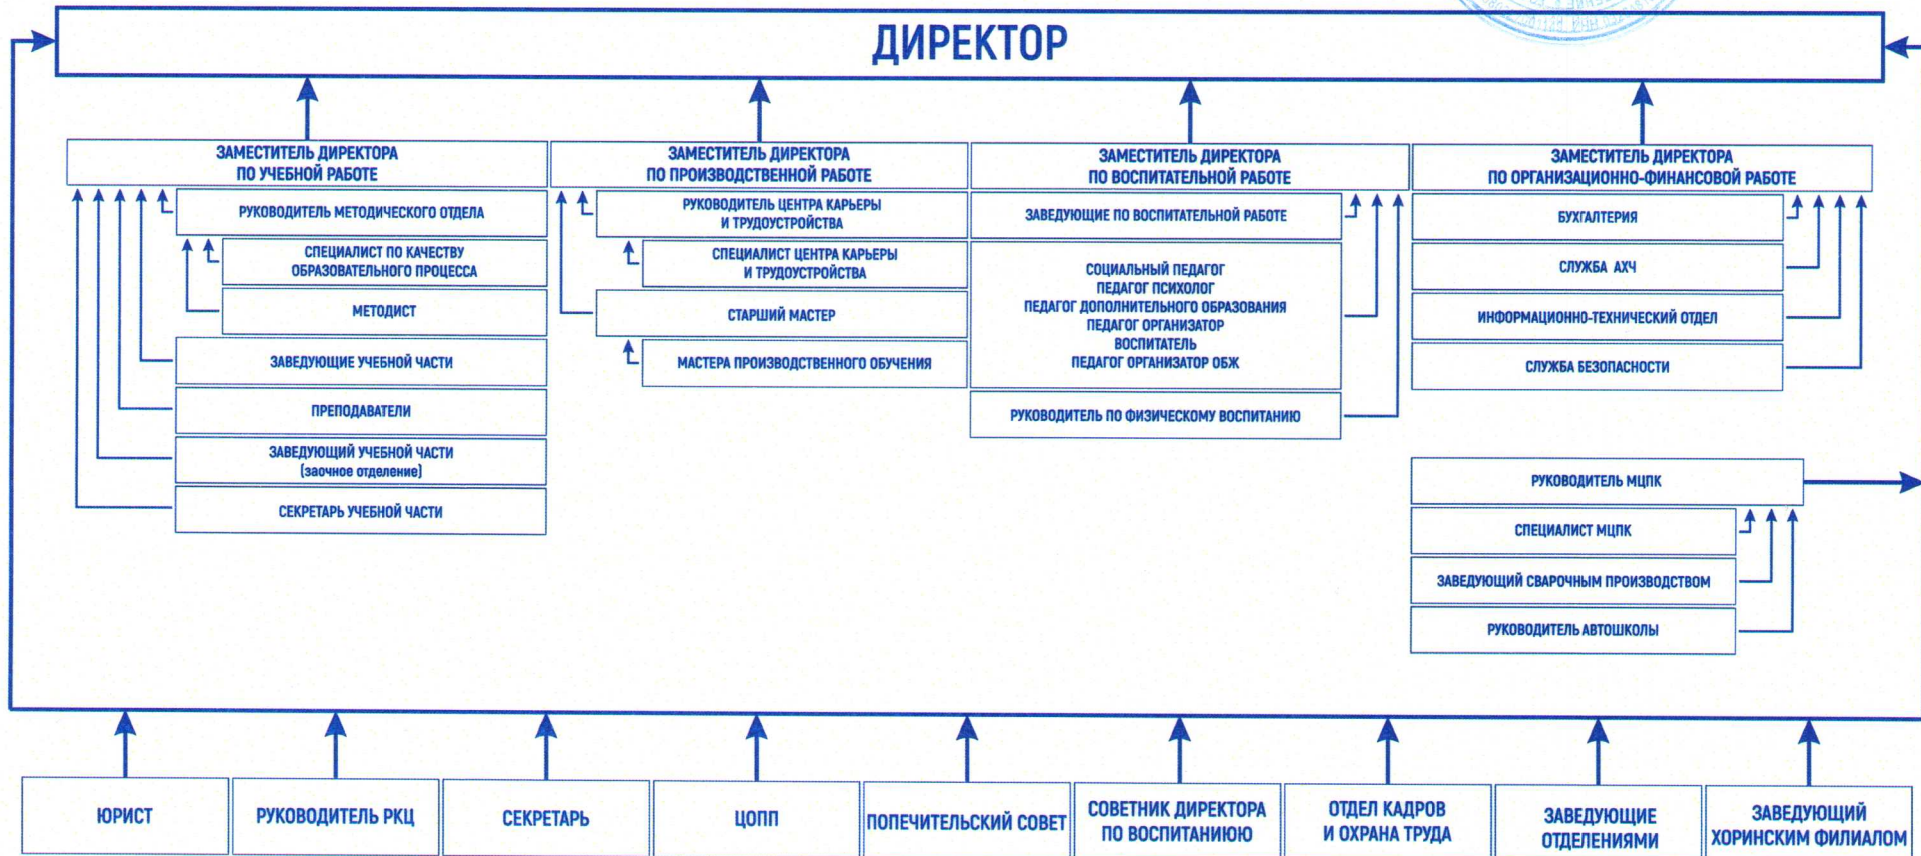 ДИРЕКТОР
ЗАМЕСТИТЕЛЬ ДИРЕКТОРА
ПО УЧЕБНОЙ РАБОТЕ
РУКОВОДИТЕЛЬ МЕТОДИЧЕСКОГО ОТДЕЛА
СПЕЦИАЛИСТ ПО КАЧЕСТВУ
ОБРАЗОВАТЕЛЬНОГО ПРОЦЕССА
МЕТОДИСТ
ЗАВЕДУЮЩИЕ УЧЕБНОЙ ЧАСТИ
ПРЕПОДАВАТЕЛИ
ЗАВЕДУЮЩИЙ УЧЕБНОЙ ЧАСТИ
(заочное отделение)
СЕКРЕТАРЬ УЧЕБНОЙ ЧАСТИ
ЗАМЕСТИТЕЛЬ ДИРЕКТОРА
ПО ПРОИЗВОДСТВЕННОЙ РАБОТЕ
РУКОВОДИТЕЛЬ ЦЕНТРА КАРЬЕРЫ
И ТРУДОУСТРОЙСТВА
СПЕЦИАЛИСТ ЦЕНТРА КАРЬЕРЫ
И ТРУДОУСТРОЙСТВА
СТАРШИЙ МАСТЕР
МАСТЕРА ПРОИЗВОДСТВЕННОГО ОБУЧЕНИЯ
ЗАМЕСТИТЕЛЬ ДИРЕКТОРА
ПО ВОСПИТАТЕЛЬНОЙ РАБОТЕ
ЗАВЕДУЮЩИЕ ПО ВОСПИТАТЕЛЬНОЙ РАБОТЕ
СОЦИАЛЬНЫЙ ПЕДАГОГ
ПЕДАГОГ ПСИХОЛОГ
ПЕДАГОГ ДОПОЛНИТЕЛЬНОГО ОБРАЗОВАНИЯ
ПЕДАГОГ ОРГАНИЗАТОР
ВОСПИТАТЕЛЬ
ПЕДАГОГ ОРГАНИЗАТОР ОБЖ
РУКОВОДИТЕЛЬ ПО ФИЗИЧЕСКОМУ ВОСПИТАНИЮ
ЗАМЕСТИТЕЛЬ ДИРЕКТОРА
ПО ОРГАНИЗАЦИОННО-ФИНАНСОВОЙ РАБОТЕ
БУХГАЛТЕРИЯ
СЛУЖБА АХЧ
ИНФОРМАЦИОННО-ТЕХНИЧЕСКИЙ ОТДЕЛ
СЛУЖБА БЕЗОПАСНОСТИ
РУКОВОДИТЕЛЬ МЦПК
СПЕЦИАЛИСТ МЦПК
ЗАВЕДУЮЩИЙ СВАРОЧНЫМ ПРОИЗВОДСТВОМ
РУКОВОДИТЕЛЬ АВТОШКОЛЫ
ЮРИСТ
РУКОВОДИТЕЛЬ РКЦ
СЕКРЕТАРЬ
ЦОПП
ПОПЕЧИТЕЛЬСКИЙ СОВЕТ
СОВЕТНИК ДИРЕКТОРА
ПО ВОСПИТАНИЮЮ
ОТДЕЛ КАДРОВ
И ОХРАНА ТРУДА
ЗАВЕДУЮЩИЕ
ОТДЕЛЕНИЯМИ
ЗАВЕДУЮЩИЙ
ХОРИНСКИМ ФИЛИАЛОМ